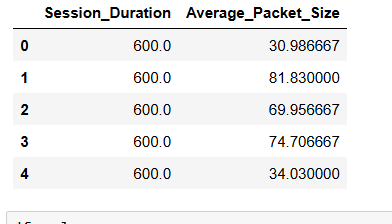 Session_Duration Average_Packet_Size
0 600.0 30.986667
1 600.0 81.830000
2 600.0 69.956667
3 600.0 74.706667
4 600.0 34.030000